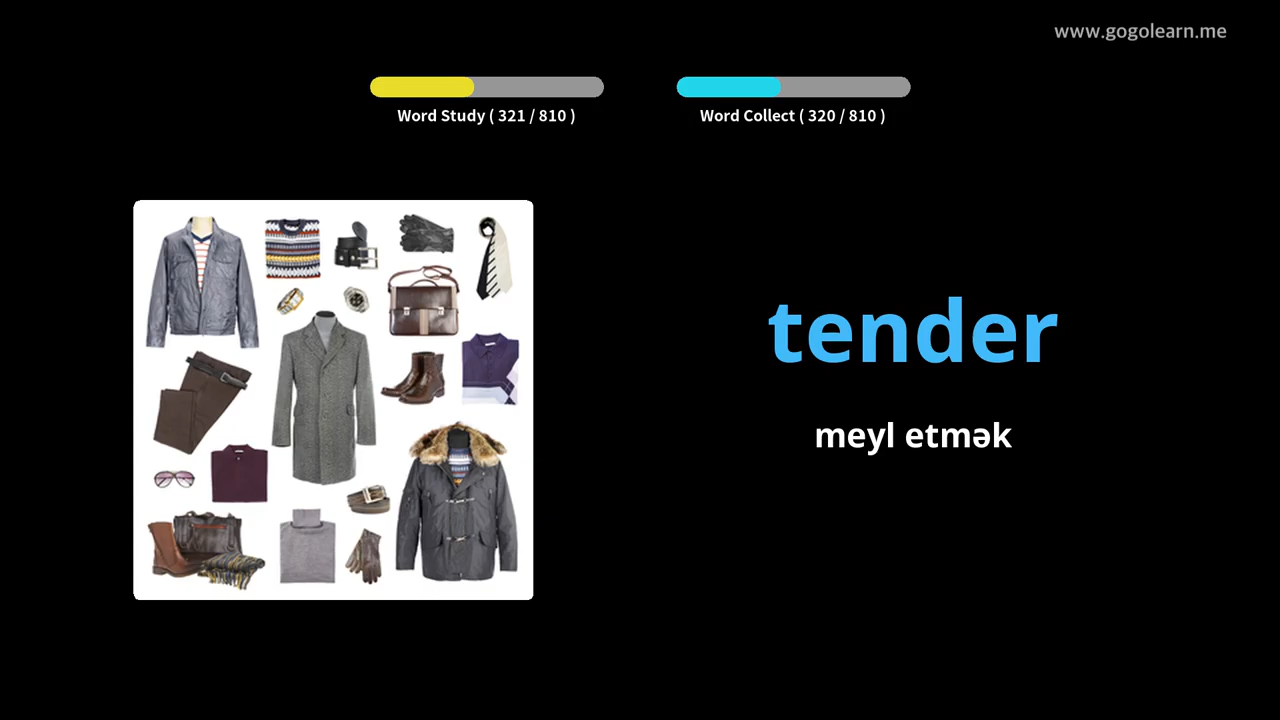 www.gogolearn.me
Word Study ( 321 / 810 )
Word Collect ( 320 / 810 )
tender
meyl etmək